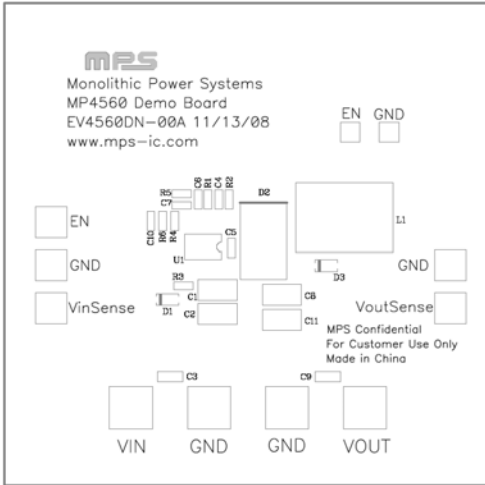 mps
Monolithic Power Systems
MP4560 Demo Board
EV4560DN-00A 11/13/08
www.mps-ic.com
EN GND
C6 R1 C4 R2
R5
C7
D2
L1
EN
C10 R6 R4
U1
C5
GND
D3
GND
R3
VinSense
D1
C1
C2
C8
C11
VoutSense
MPS Confidential
For Customer Use Only
Made in China
C3
C9
VIN GND GND VOUT